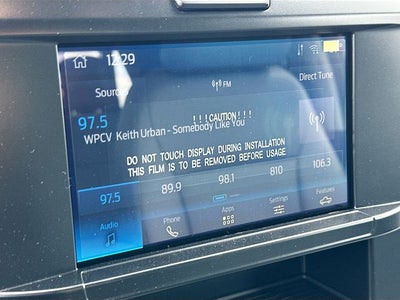 12:29
FM
Sources
Direct Tune
97.5
!!!CAUTION!!!
WPCV Keith Urban - Somebody Like You
DO NOT TOUCH DISPLAY DURING INSTALLATION
THIS FILM IS TO BE REMOVED BEFORE USAGE
97.5 89.9 98.1 810 106.3
Audio Phone Apps Settings Features